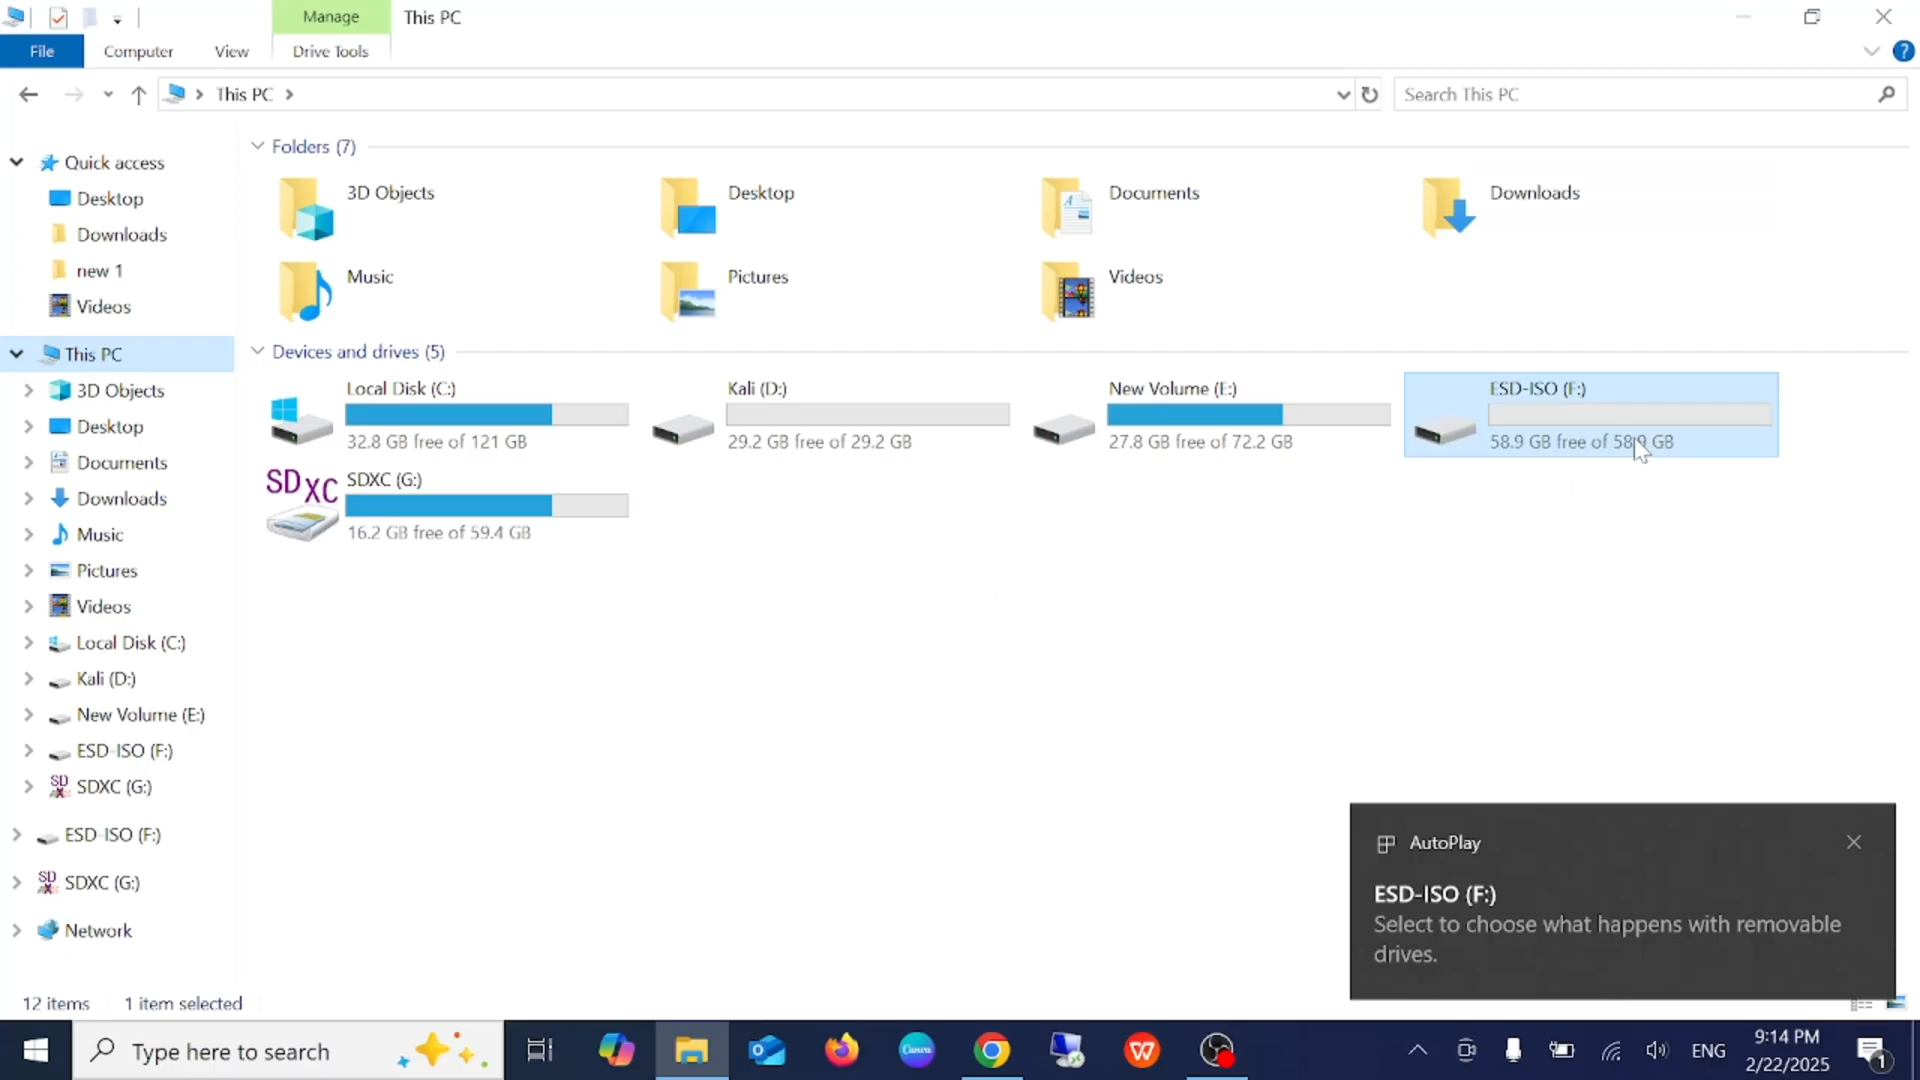 Manage
This PC
File
Computer
View
Drive Tools
This PC
Search This PC
Quick access
Desktop
Downloads
new 1
Videos
This PC
3D Objects
Desktop
Documents
Downloads
Music
Pictures
Videos
Local Disk (C:)
Kali (D:)
New Volume (E:)
ESD-ISO (F:)
SDXC (G:)
ESD-ISO (F:)
SDXC (G:)
Network
Folders (7)
3D Objects
Desktop
Documents
Downloads
Music
Pictures
Videos
Devices and drives (5)
Local Disk (C:)
32.8 GB free of 121 GB
Kali (D:)
29.2 GB free of 29.2 GB
New Volume (E:)
27.8 GB free of 72.2 GB
ESD-ISO (F:)
58.9 GB free of 58.9 GB
SDXC
SDXC (G:)
16.2 GB free of 59.4 GB
AutoPlay
ESD-ISO (F:)
Select to choose what happens with removable
drives.
12 items
1 item selected
Type here to search
Canva
ENG
9:14 PM
2/22/2025
1